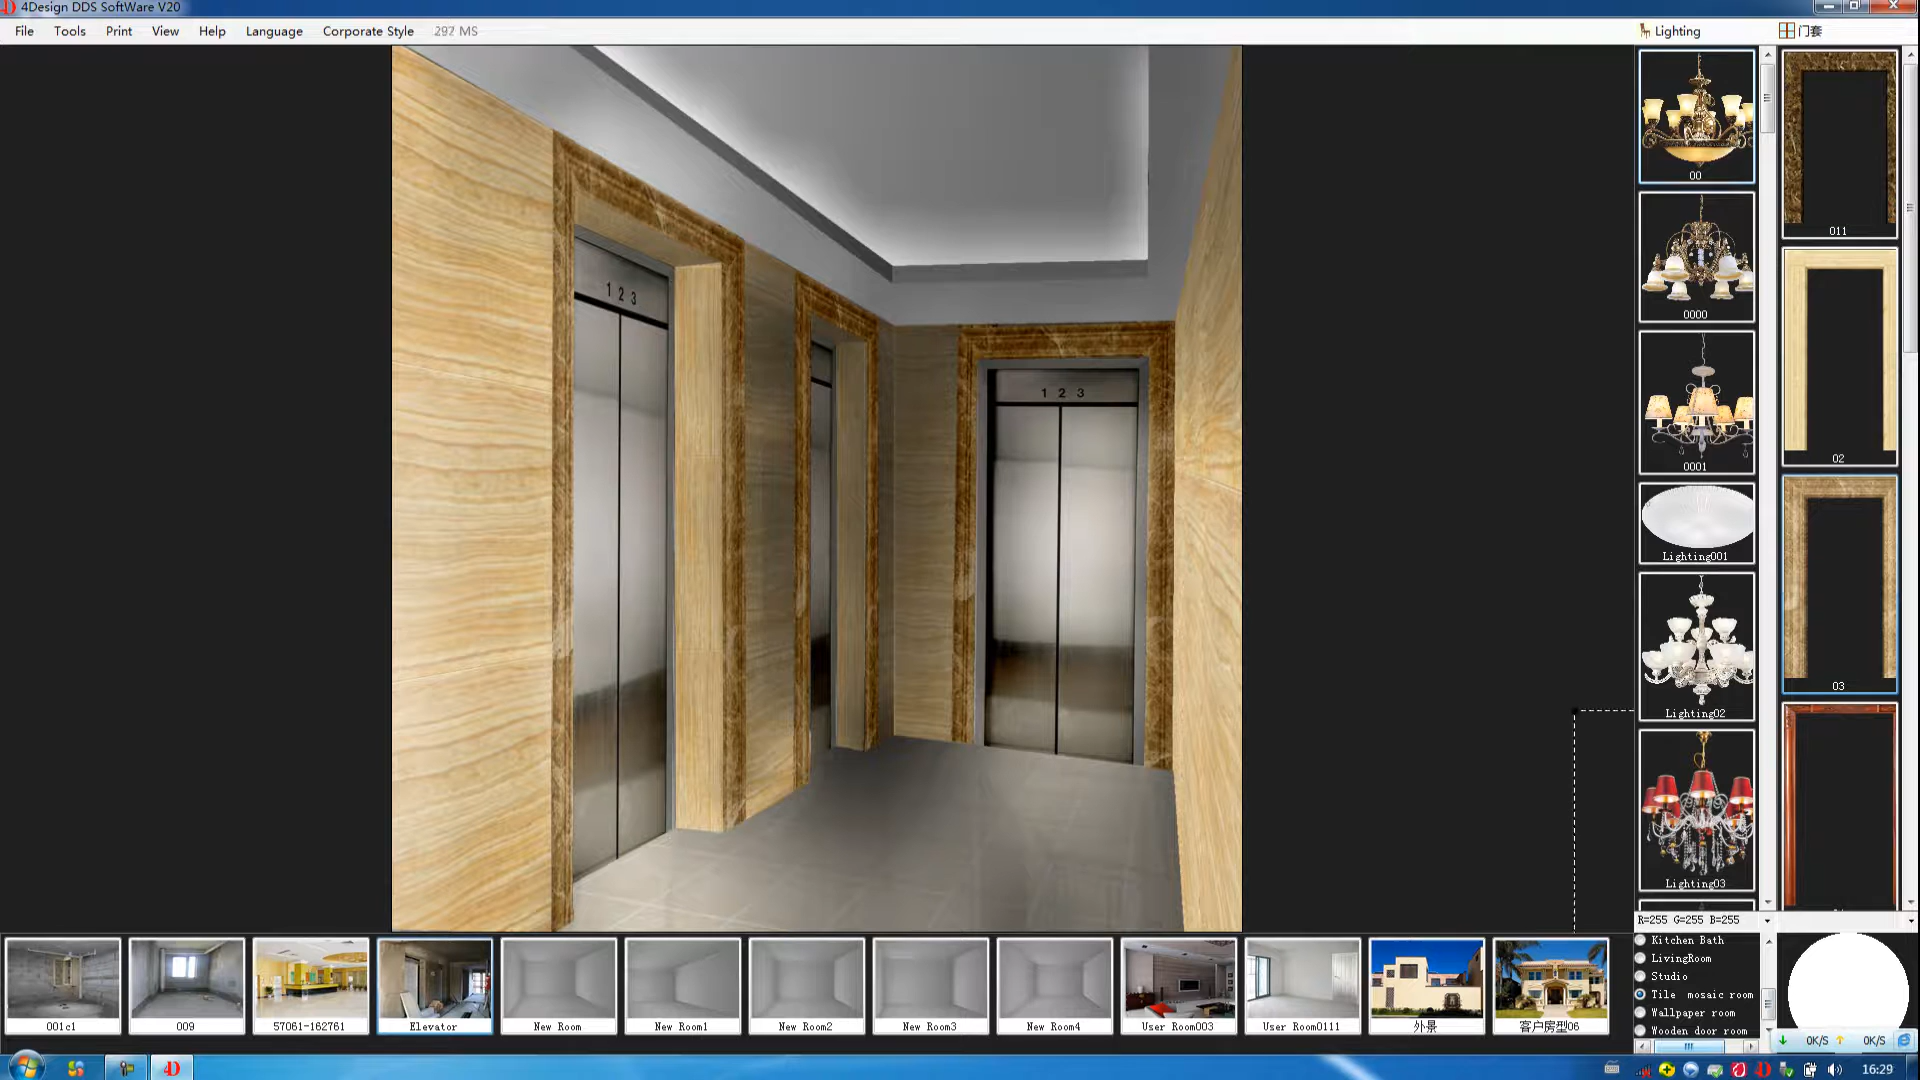 4Design DDS SoftWare V20
File Tools Print View Help Language Corporate Style 297 MS
Lighting
门套
1 2 3
1 2 3
00
0000
0001
Lighting001
Lighting02
Lighting03
011
02
03
R=255 G=255 B=255
Kitchen Bath
LivingRoom
Studio
Tile mosaic room
Wallpaper room
Wooden door room
001c1
009
57061-162761
Elevator
New Room
New Room1
New Room2
New Room3
New Room4
User Room003
User Room0111
外景
客户房型06
0K/S
0K/S
16:29